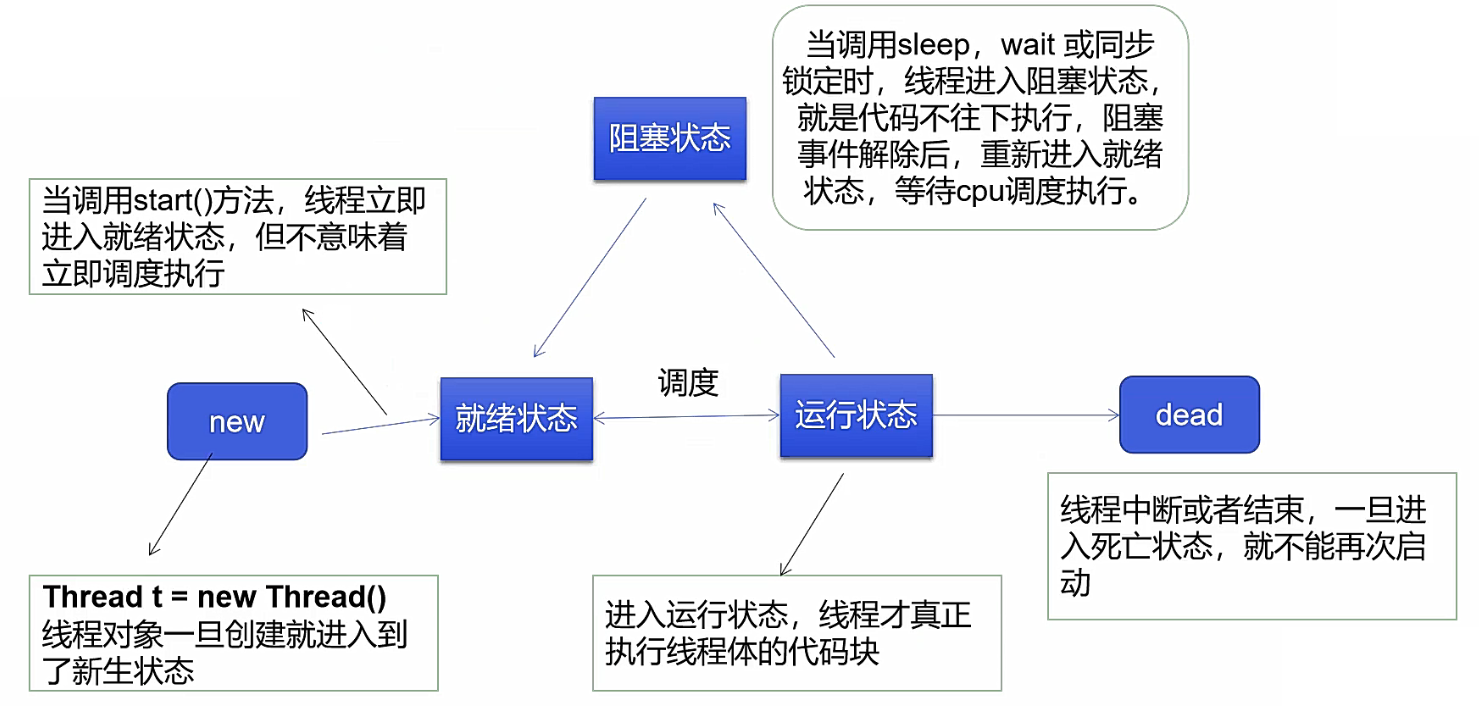 当调用sleep，wait 或同步
锁定时，线程进入阻塞状态，
就是代码不往下执行，阻塞
事件解除后，重新进入就绪
状态，等待cpu调度执行。
阻塞状态
当调用start()方法，线程立即
进入就绪状态，但不意味着
立即调度执行
new
就绪状态
调度
运行状态
dead
Thread t = new Thread()
线程对象一旦创建就进入到
了新生状态
进入运行状态，线程才真正
执行线程体的代码块
线程中断或者结束，一旦进
入死亡状态，就不能再次启
动